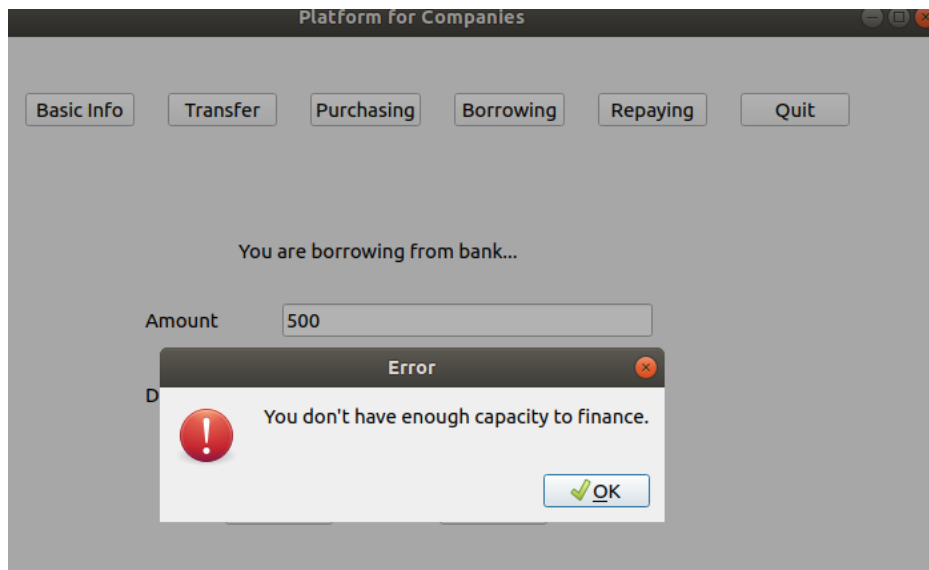 Platform for Companies
Basic Info Transfer Purchasing Borrowing Repaying Quit
You are borrowing from bank...
Amount 500
Error
D
You don't have enough capacity to finance.
OK